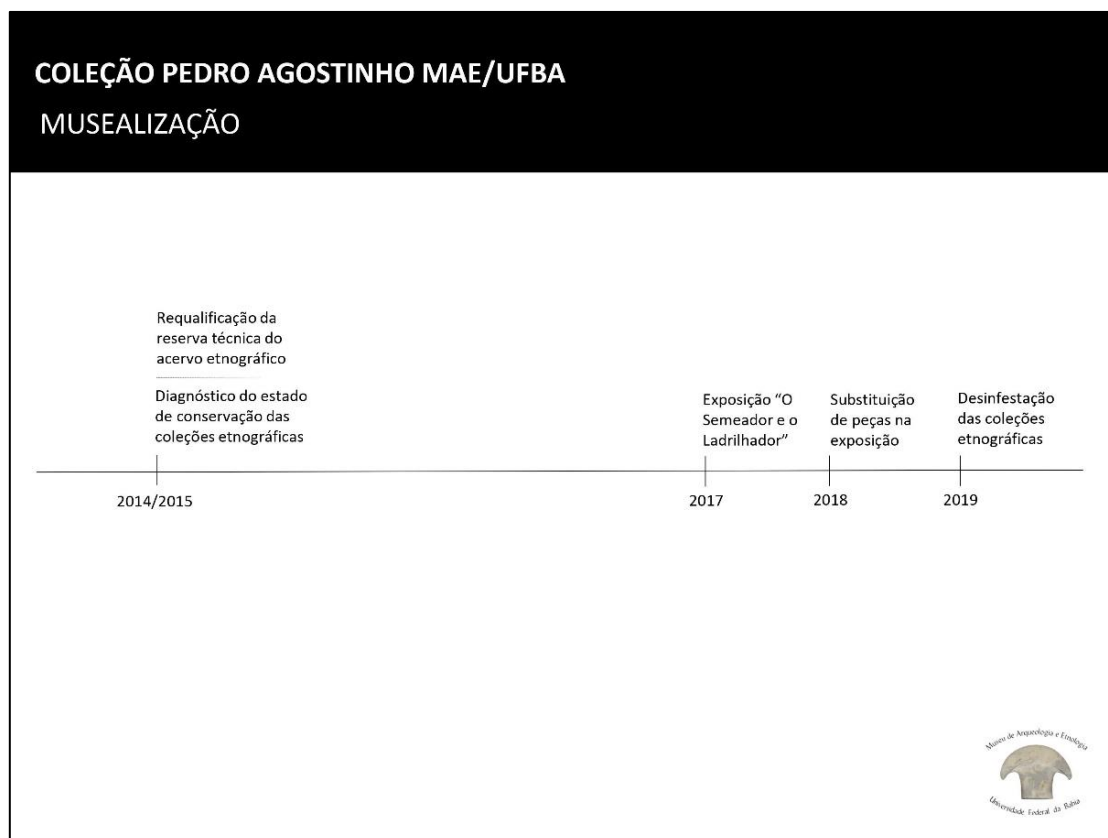 COLEÇÃO PEDRO AGOSTINHO MAE/UFBA
MUSEALIZAÇÃO
Requalificação da
reserva técnica do
acervo etnográfico
Diagnóstico do estado
de conservação das
coleções etnográficas
2014/2015
Exposição “O
Semeador e o
Ladrilhador”
2017
Substituição
de peças na
exposição
2018
Desinfestação
das coleções
etnográficas
2019
Museu de Arqueologia e Etnologia
Universidade Federal da Bahia